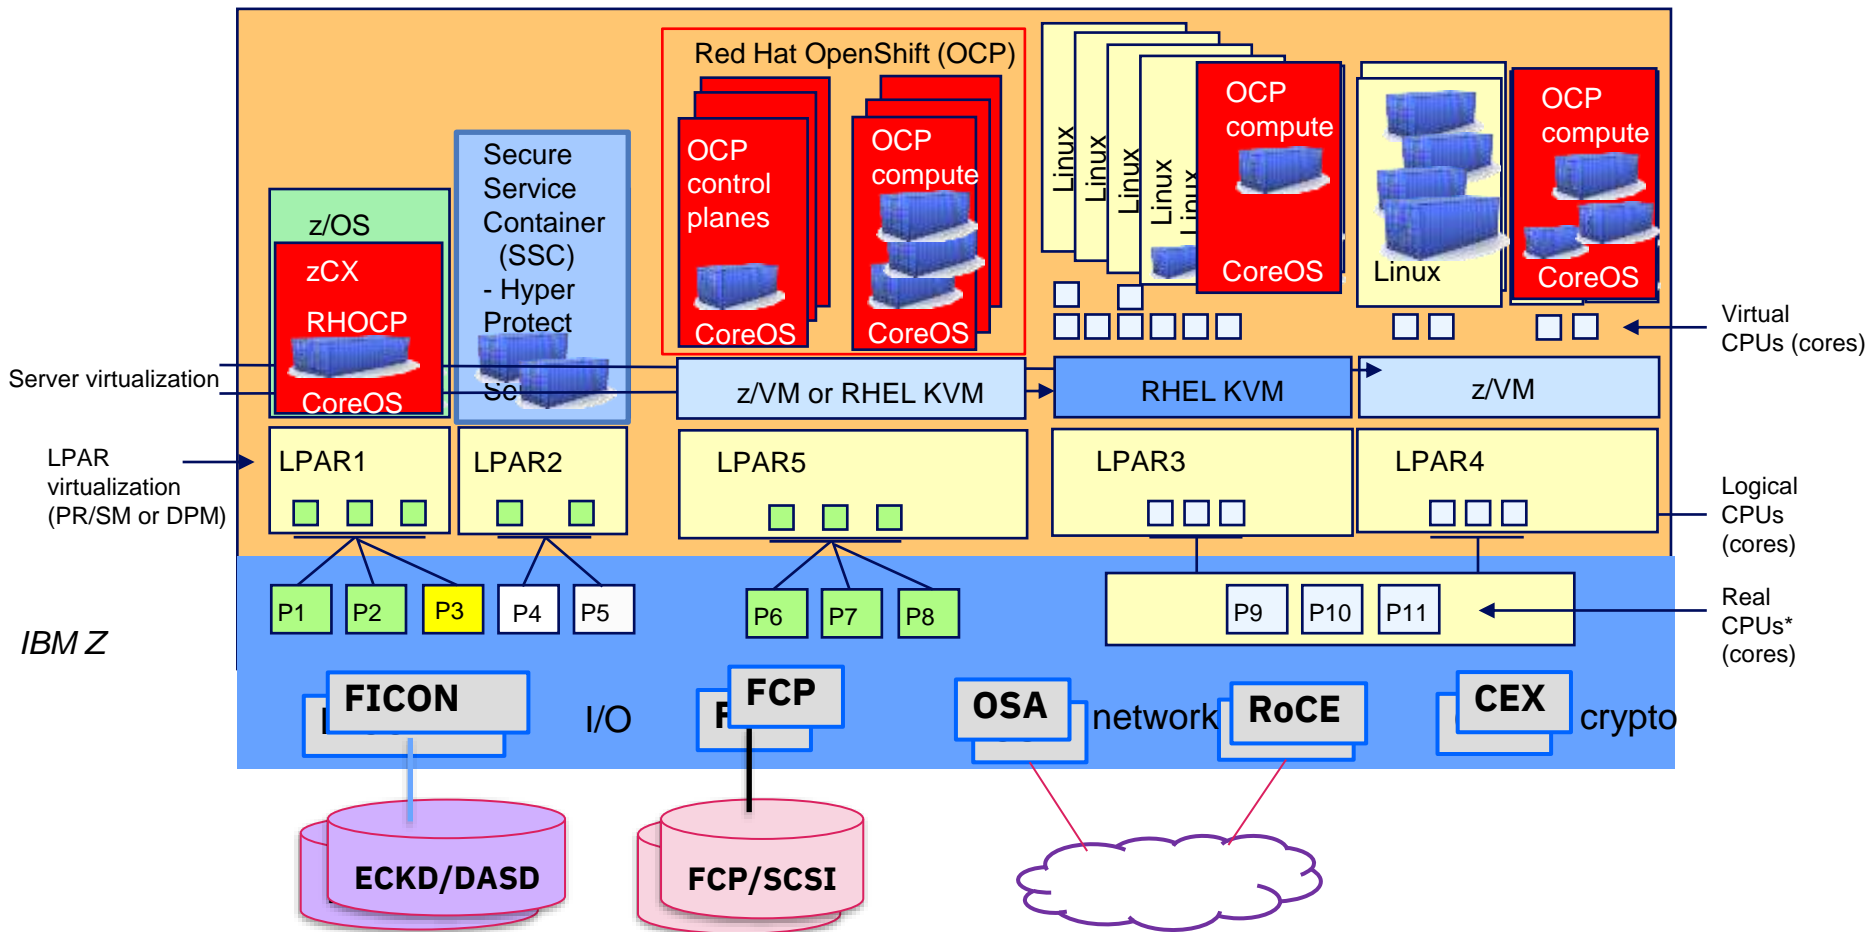 Red Hat OpenShift (OCP)
OCP
control
planes
CoreOS
OCP
compute
CoreOS
Linux
Linux
Linux
Linux
Linux
OCP
compute
CoreOS
Linux
OCP
compute
CoreOS
z/OS
zCX
RHOCP
CoreOS
Secure
Service
Container
(SSC)
- Hyper
Protect
Virtual
CPUs (cores)
Server virtualization
z/VM or RHEL KVM
RHEL KVM
z/VM
LPAR
virtualization
(PR/SM or DPM)
LPAR1
LPAR2
LPAR5
LPAR3
LPAR4
Logical
CPUs
(cores)
P1
P2
P3
P4
P5
P6
P7
P8
P9
P10
P11
Real
CPUs*
(cores)
IBM Z
FICON
I/O
FCP
OSA
network
RoCE
CEX
crypto
ECKD/DASD
FCP/SCSI